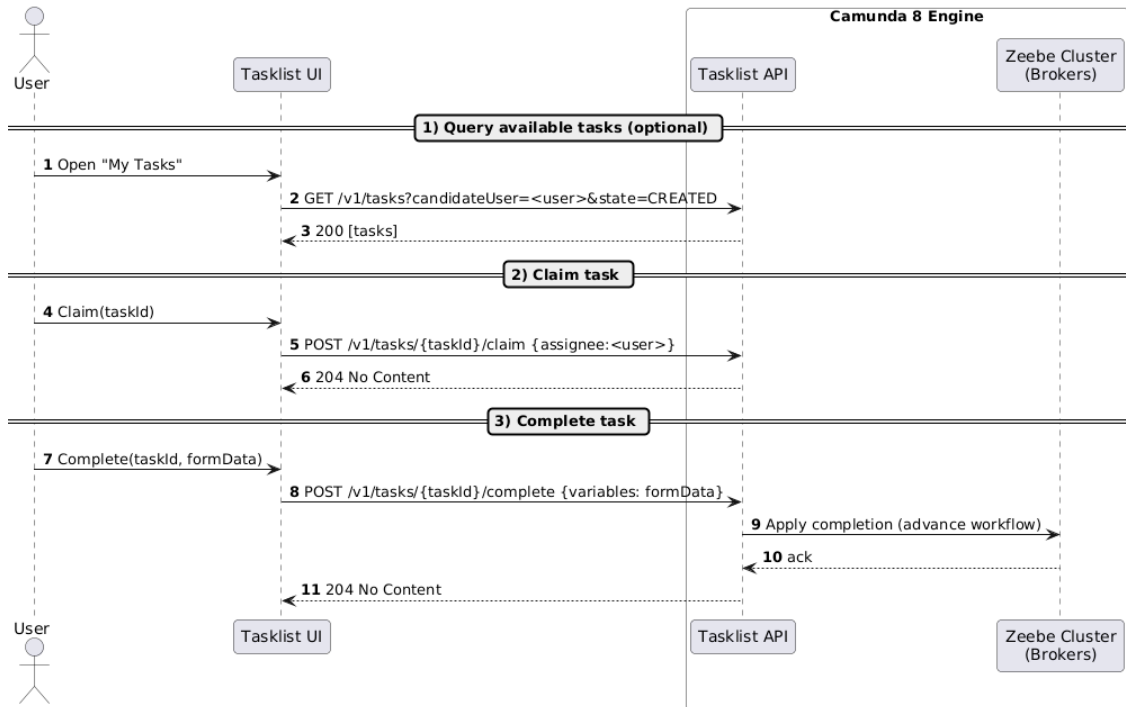 Camunda 8 Engine
User
Tasklist UI
Tasklist API
Zeebe Cluster
(Brokers)
1) Query available tasks (optional)
1 Open "My Tasks"
2 GET /v1/tasks?candidateUser=<user>&state=CREATED
3 200 [tasks]
2) Claim task
4 Claim(taskId)
5 POST /v1/tasks/{taskId}/claim {assignee:<user>}
6 204 No Content
3) Complete task
7 Complete(taskId, formData)
8 POST /v1/tasks/{taskId}/complete {variables: formData}
9 Apply completion (advance workflow)
10 ack
11 204 No Content
User
Tasklist UI
Tasklist API
Zeebe Cluster
(Brokers)